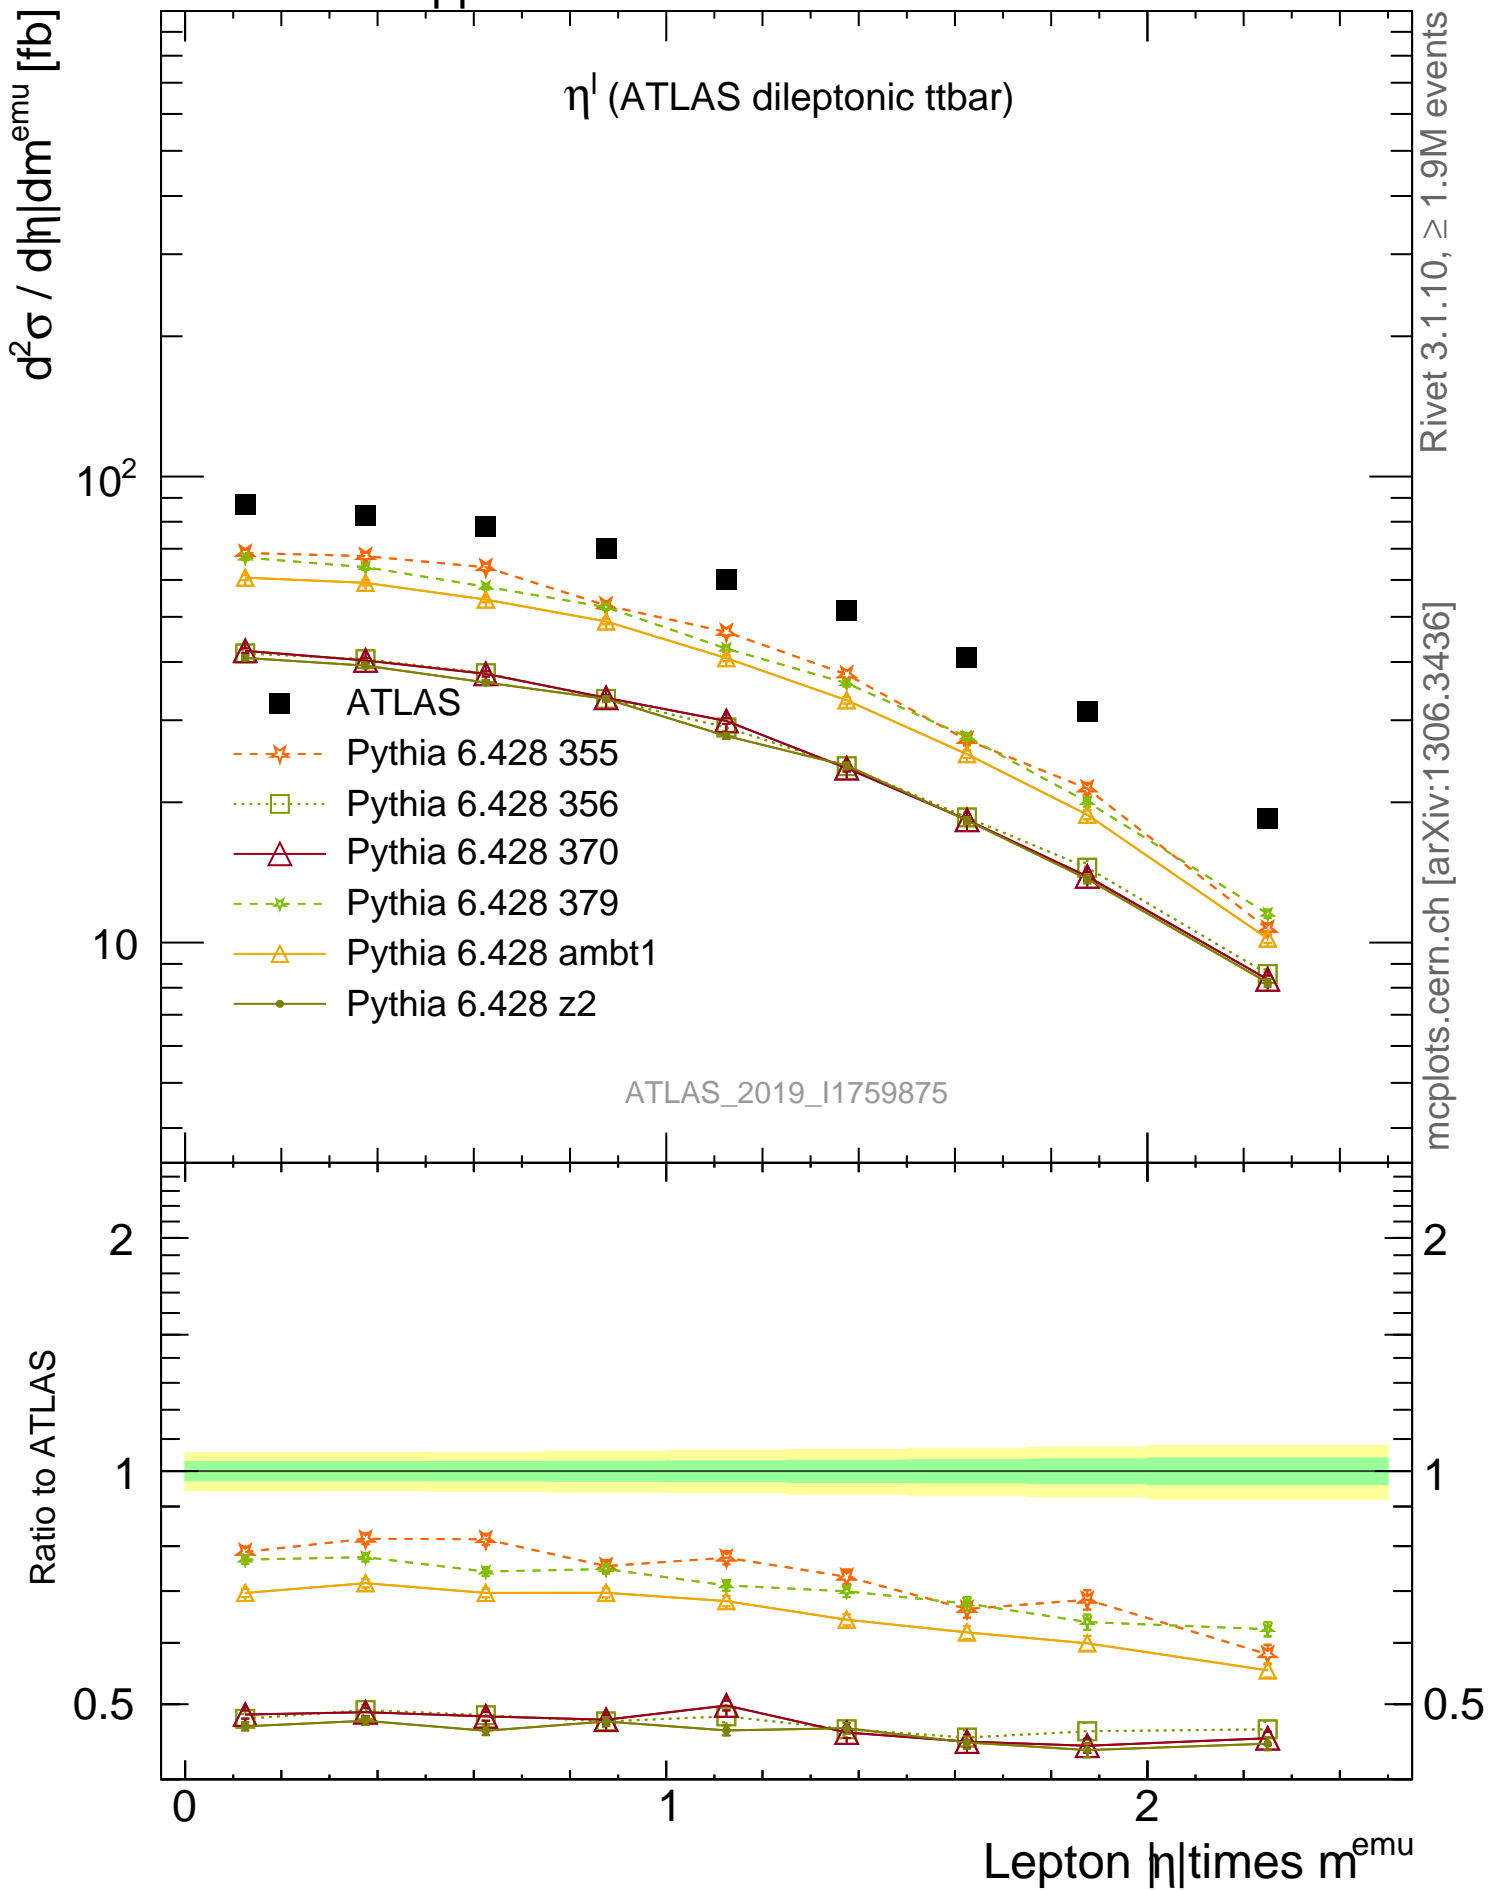 d²σ / d|η|dm^emu [fb]
η^l (ATLAS dileptonic ttbar)
10²
10
ATLAS
Pythia 6.428 355
Pythia 6.428 356
Pythia 6.428 370
Pythia 6.428 379
Pythia 6.428 ambt1
Pythia 6.428 z2
ATLAS_2019_I1759875
Rivet 3.1.10, ≥ 1.9M events
mcplots.cern.ch [arXiv:1306.3436]
Ratio to ATLAS
2
1
0.5
2
1
0.5
0 1 2
Lepton |η|times m^emu